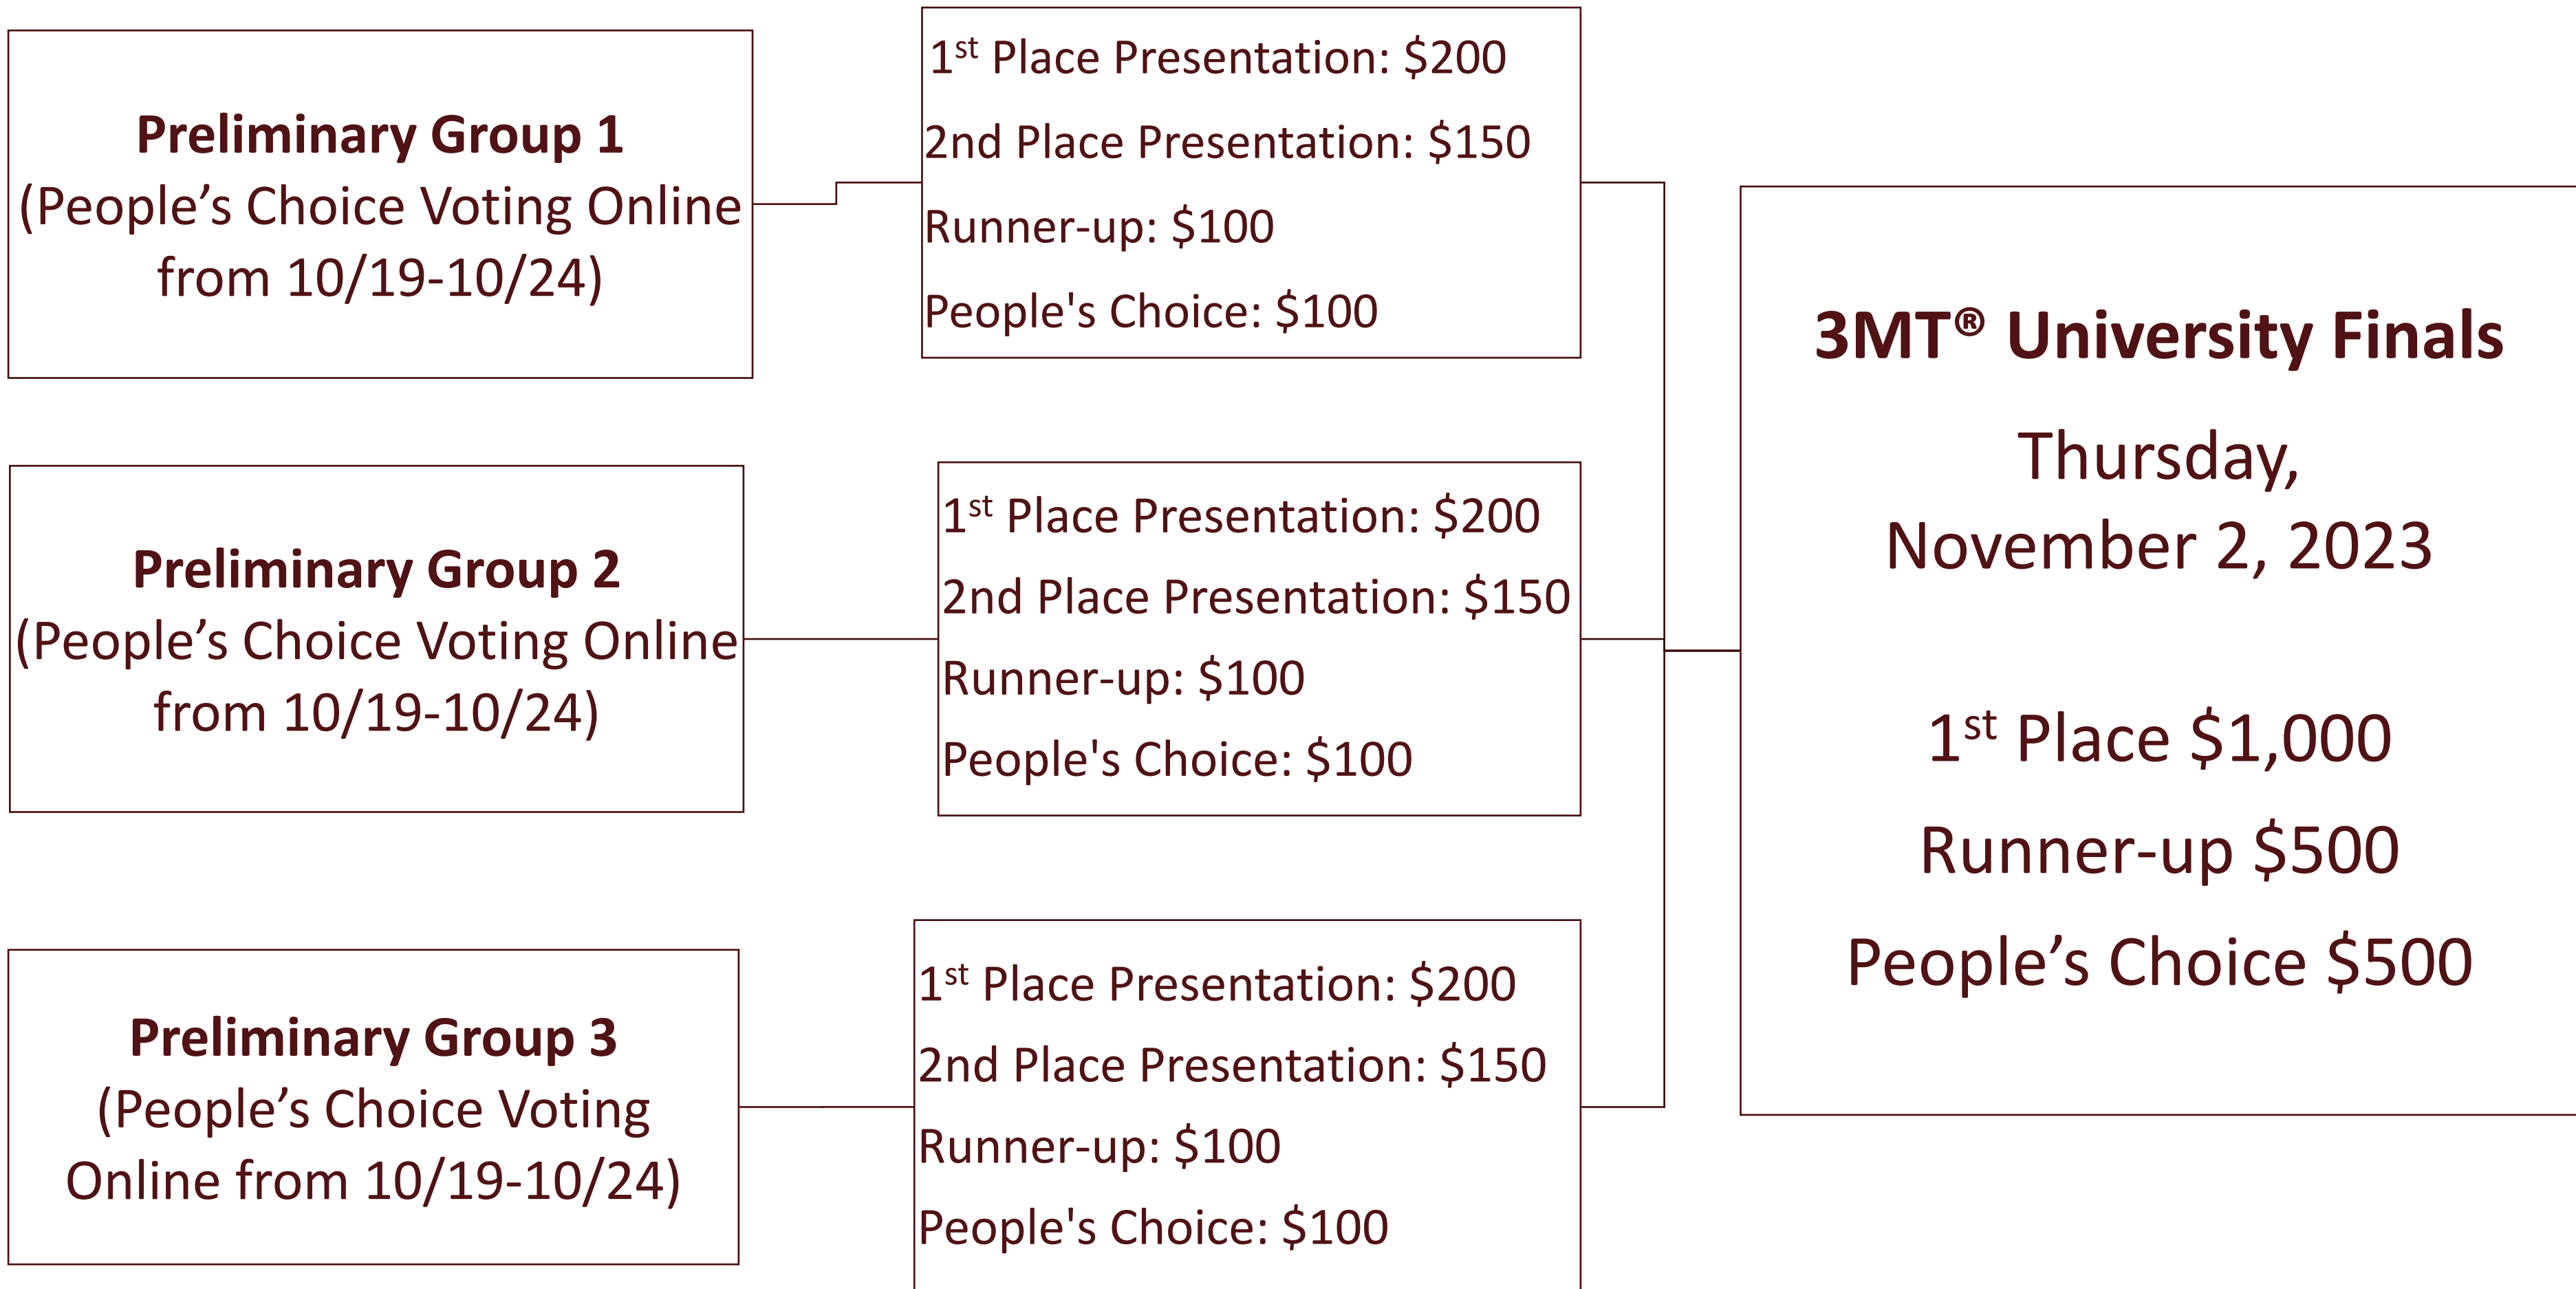 Preliminary Group 1
(People’s Choice Voting Online
from 10/19-10/24)
1st Place Presentation: $200
2nd Place Presentation: $150
Runner-up: $100
People's Choice: $100
Preliminary Group 2
(People’s Choice Voting Online
from 10/19-10/24)
1st Place Presentation: $200
2nd Place Presentation: $150
Runner-up: $100
People's Choice: $100
Preliminary Group 3
(People’s Choice Voting
Online from 10/19-10/24)
1st Place Presentation: $200
2nd Place Presentation: $150
Runner-up: $100
People's Choice: $100
3MT® University Finals
Thursday,
November 2, 2023
1st Place $1,000
Runner-up $500
People’s Choice $500